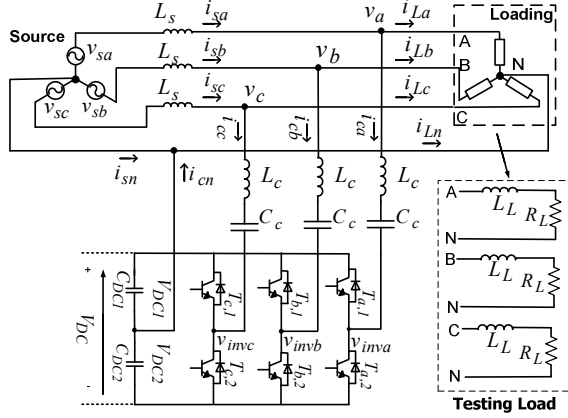 Source
Loading
L_s
i_sa
v_a
i_La
A
v_sa
L_s
i_sb
v_b
i_Lb
B
N
v_sc
v_sb
L_s
i_sc
v_c
i_Lc
C
i_cc
i_cb
i_ca
i_Ln
i_sn
i_cn
L_c
L_c
L_c
C_c
C_c
C_c
A
L_L
R_L
N
B
L_L
R_L
N
C
L_L
R_L
N
Testing Load
+
V_DC
-
C_DC1
V_DC1
C_DC2
V_DC2
T_c,1
T_b,1
T_a,1
v_invc
v_invb
v_inva
T_c,2
T_b,2
T_a,2